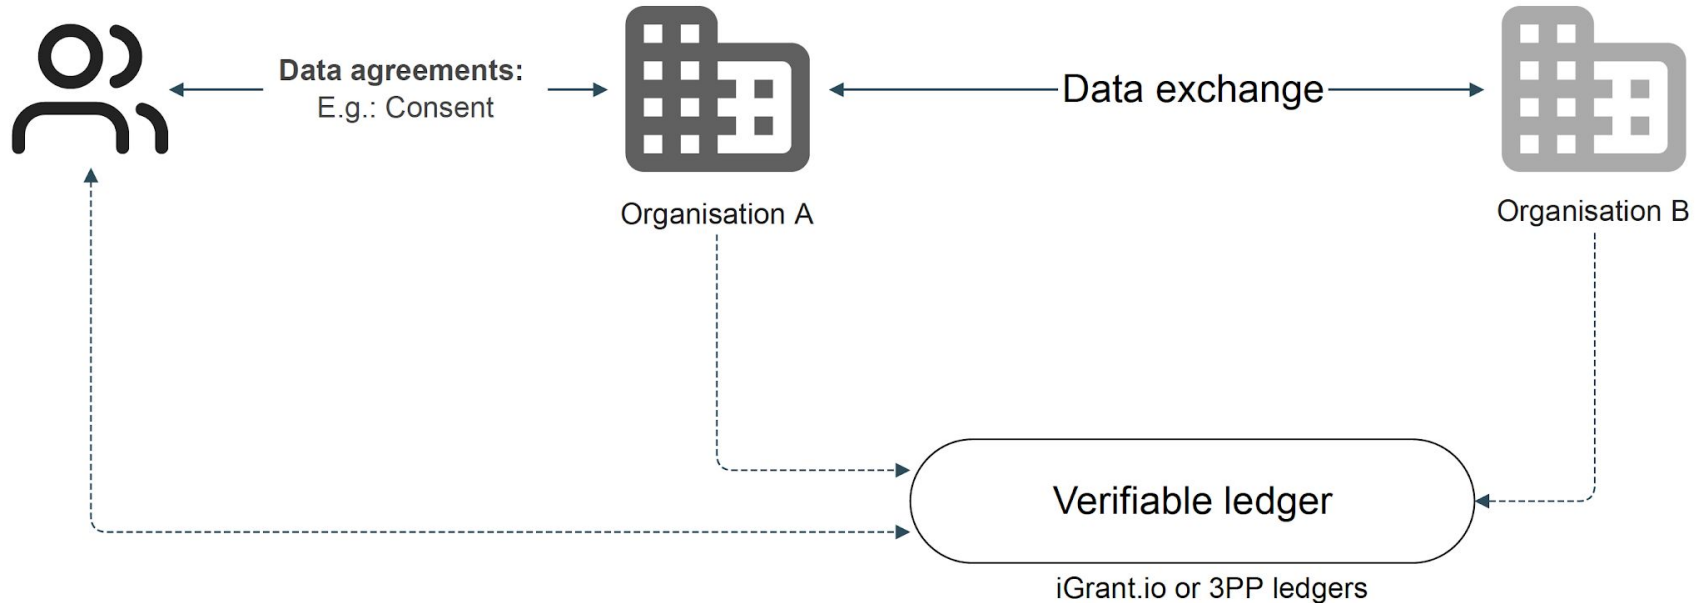 Data agreements:
E.g.: Consent
Data exchange
Organisation A
Organisation B
Verifiable ledger
iGrant.io or 3PP ledgers